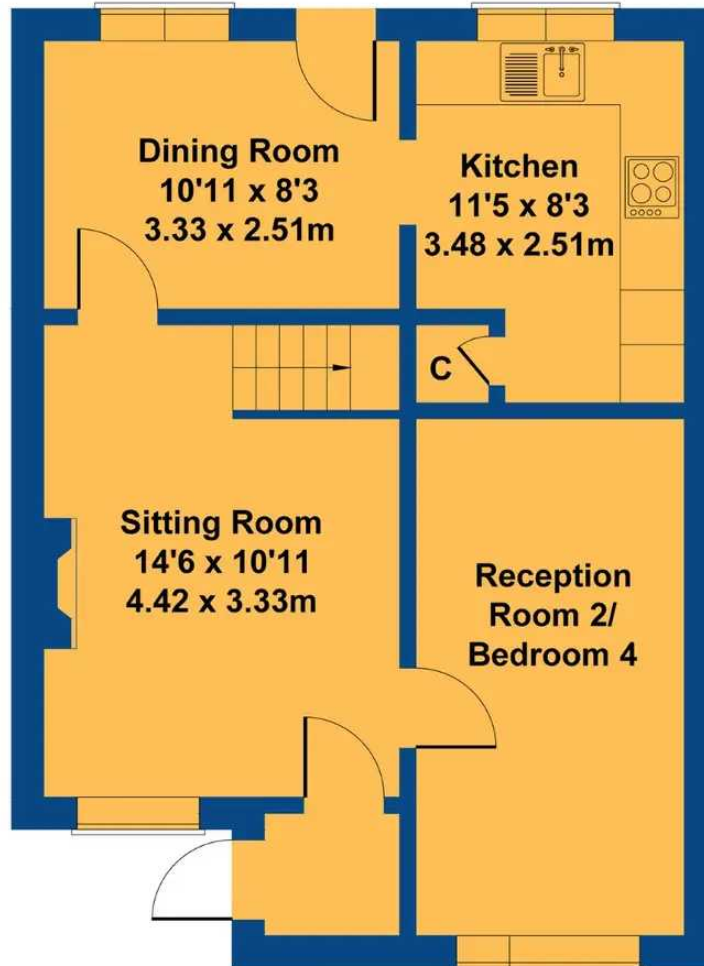 Dining Room
10'11 x 8'3
3.33 x 2.51m
Kitchen
11'5 x 8'3
3.48 x 2.51m
C
Sitting Room
14'6 x 10'11
4.42 x 3.33m
Reception
Room 2/
Bedroom 4